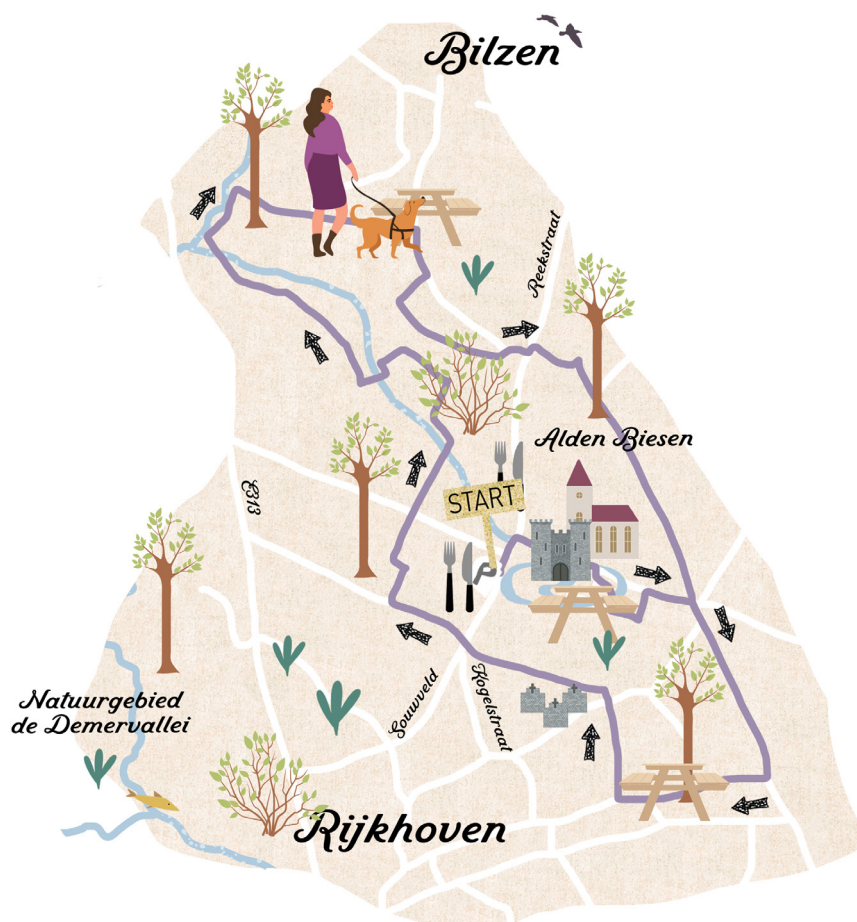 Bilzen
Reekstraat
Alden Biesen
E313
START
Natuurgebied
de Demervallei
Souwveld
Kogelstraat
Rijkhoven